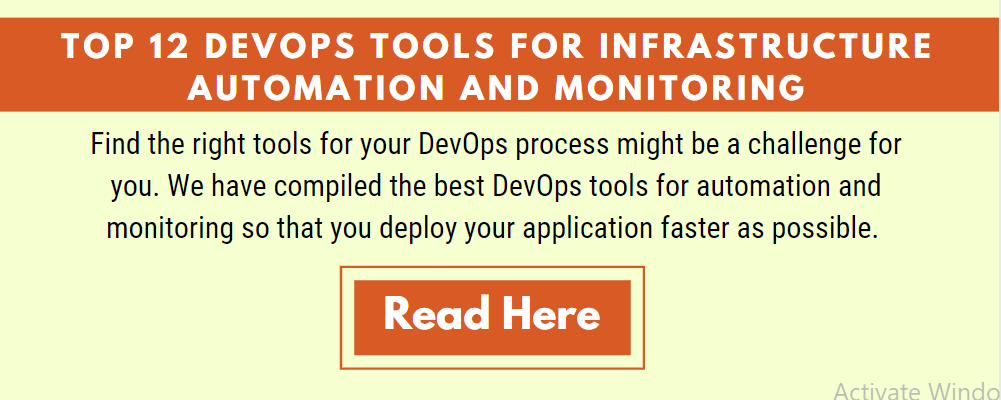 TOP 12 DEVOPS TOOLS FOR INFRASTRUCTURE
AUTOMATION AND MONITORING
Find the right tools for your DevOps process might be a challenge for
you. We have compiled the best DevOps tools for automation and
monitoring so that you deploy your application faster as possible.
Read Here
Activate Windo